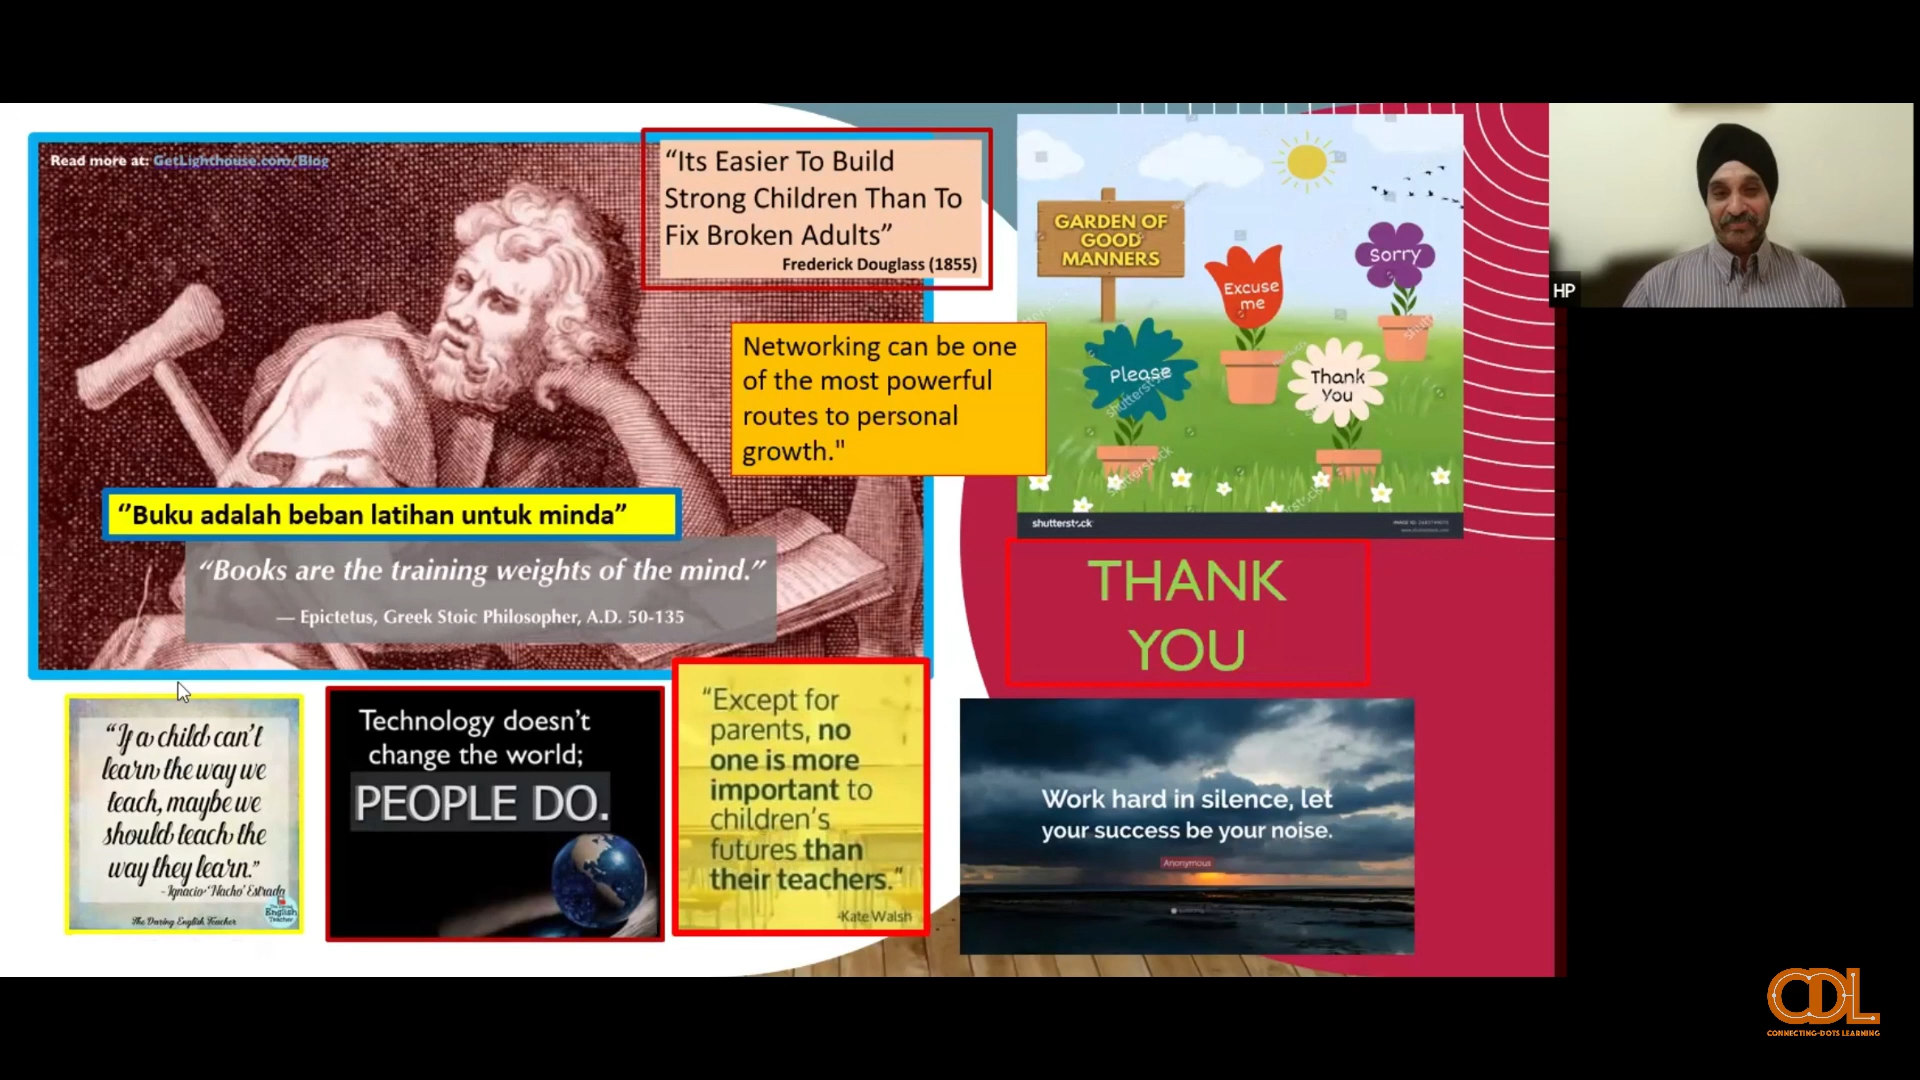 Read more at: GetLighthouse.com/Blog
“Its Easier To Build
Strong Children Than To
Fix Broken Adults”
Frederick Douglass (1855)
Networking can be one
of the most powerful
routes to personal
growth."
‘’Buku adalah beban latihan untuk minda”
“Books are the training weights of the mind.”
— Epictetus, Greek Stoic Philosopher, A.D. 50-135
“If a child can’t
learn the way we
teach, maybe we
should teach the
way they learn.”
- Ignacio ‘Nacho’ Estrada
The Daring English Teacher
The Daring
English
Teacher
Technology doesn’t
change the world;
PEOPLE DO.
“Except for
parents, no
one is more
important to
children’s
futures than
their teachers.”
-Kate Walsh
GARDEN OF
GOOD
MANNERS
Excuse
me
Sorry
Please
Thank
You
shutterstock
THANK
YOU
Work hard in silence, let
your success be your noise.
Anonymous
HP
CDL
CONNECTING-DOTS LEARNING